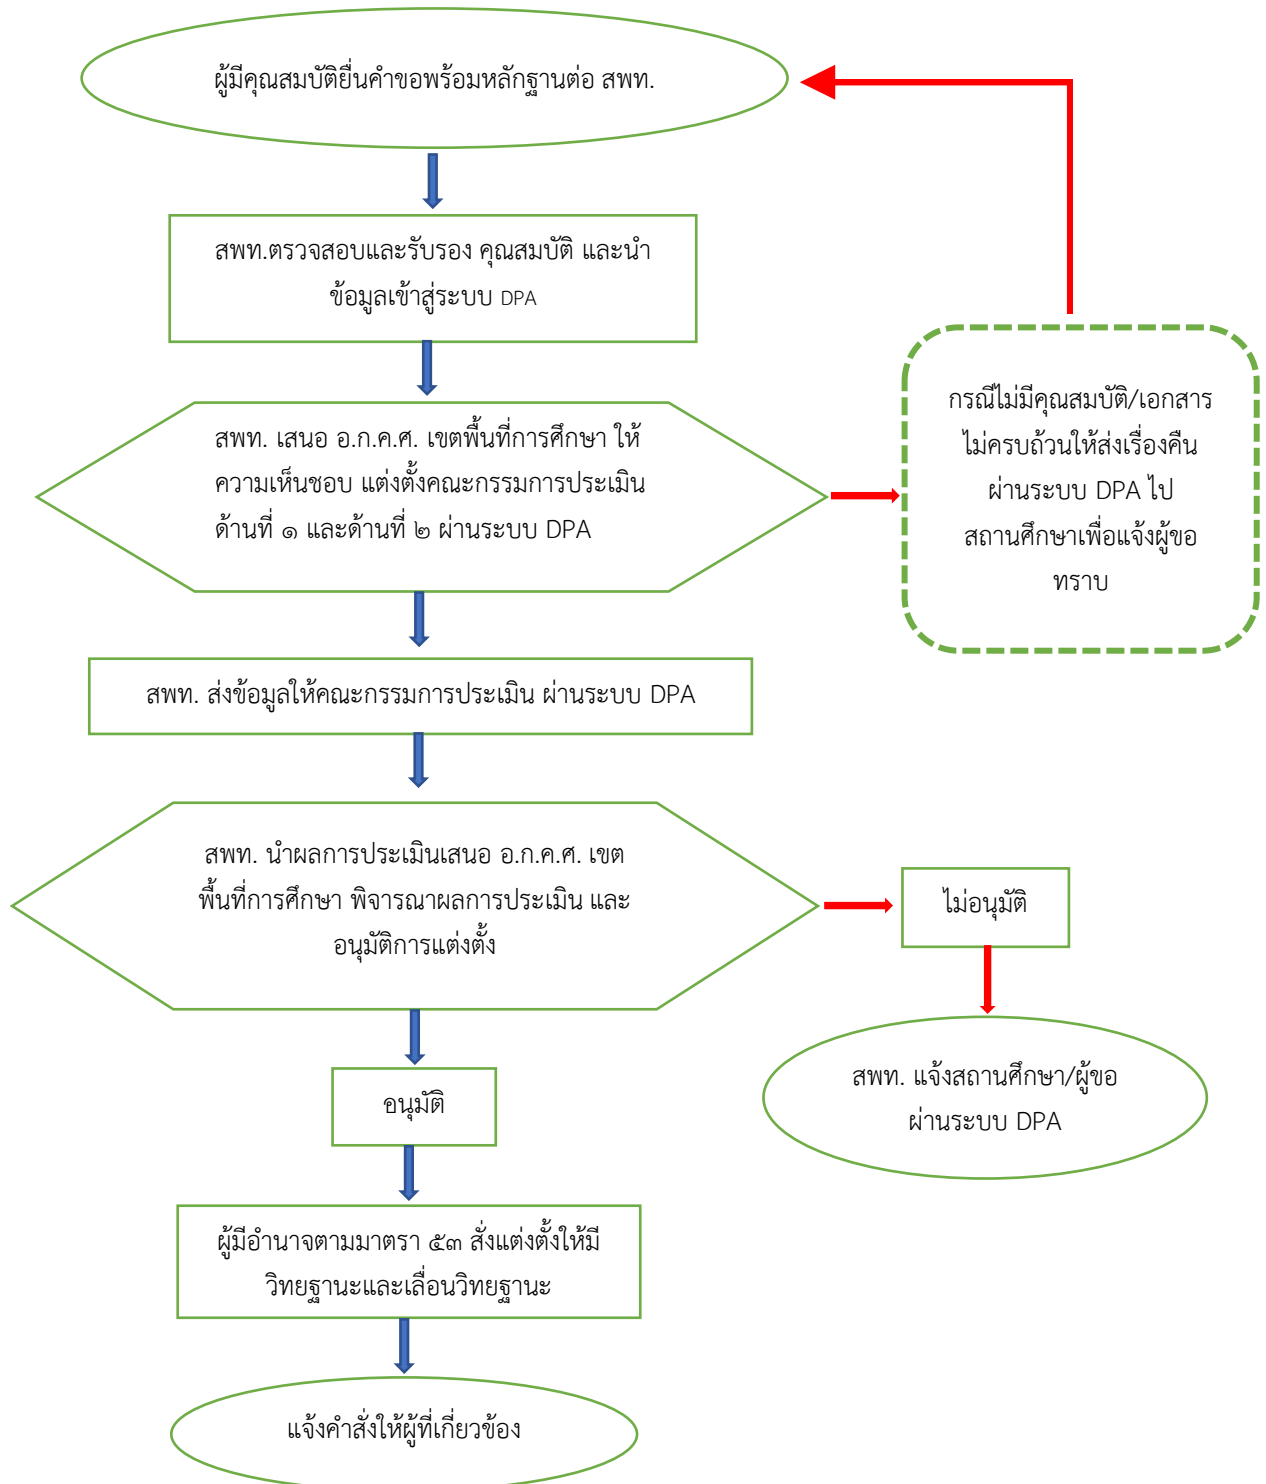 ผู้มีคุณสมบัติยื่นคำขอพร้อมหลักฐานต่อ สพท.
สพท.ตรวจสอบและรับรอง คุณสมบัติ และนำ
ข้อมูลเข้าสู่ระบบ DPA
สพท. เสนอ อ.ก.ค.ศ. เขตพื้นที่การศึกษา ให้
ความเห็นชอบ แต่งตั้งคณะกรรมการประเมิน
ด้านที่ ๑ และด้านที่ ๒ ผ่านระบบ DPA
กรณีไม่มีคุณสมบัติ/เอกสาร
ไม่ครบถ้วนให้ส่งเรื่องคืน
ผ่านระบบ DPA ไป
สถานศึกษาเพื่อแจ้งผู้ขอ
ทราบ
สพท. ส่งข้อมูลให้คณะกรรมการประเมิน ผ่านระบบ DPA
สพท. นำผลการประเมินเสนอ อ.ก.ค.ศ. เขต
พื้นที่การศึกษา พิจารณาผลการประเมิน และ
อนุมัติการแต่งตั้ง
ไม่อนุมัติ
สพท. แจ้งสถานศึกษา/ผู้ขอ
ผ่านระบบ DPA
อนุมัติ
ผู้มีอำนาจตามมาตรา ๕๓ สั่งแต่งตั้งให้มี
วิทยฐานะและเลื่อนวิทยฐานะ
แจ้งคำสั่งให้ผู้ที่เกี่ยวข้อง